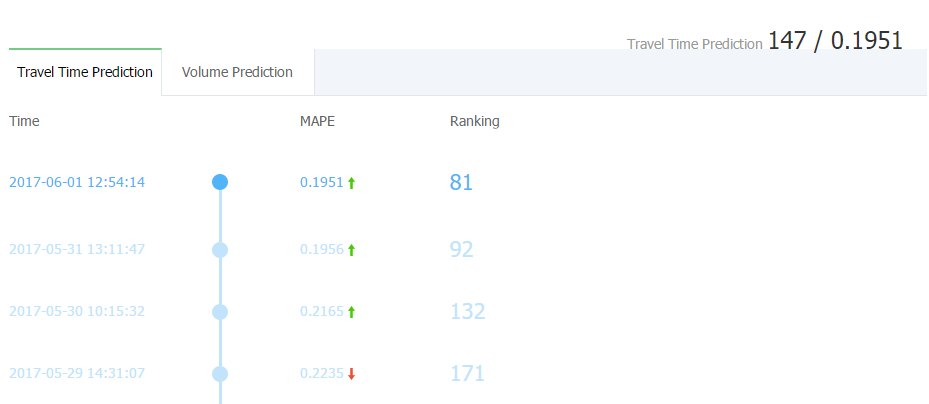 Travel Time Prediction 147 / 0.1951
Travel Time Prediction Volume Prediction
Time MAPE Ranking
2017-06-01 12:54:14 0.1951 81
2017-05-31 13:11:47 0.1956 92
2017-05-30 10:15:32 0.2165 132
2017-05-29 14:31:07 0.2235 171